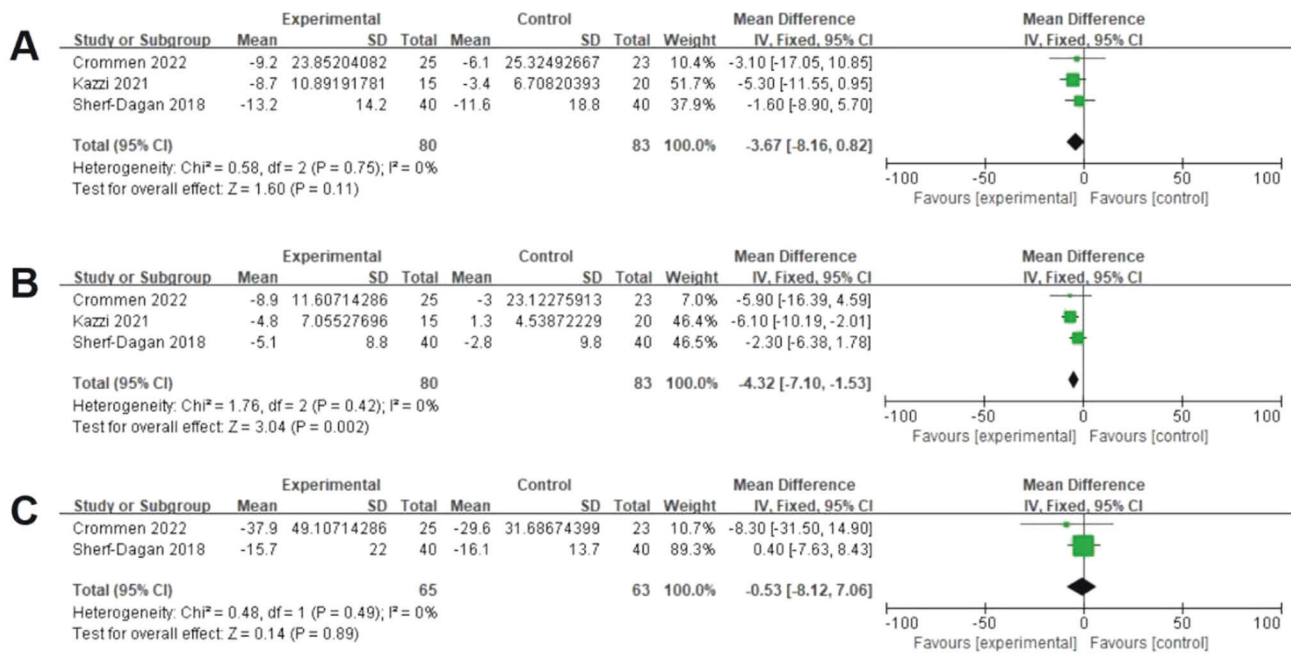 A
Experimental Control Mean Difference Mean Difference
Study or Subgroup Mean SD Total Mean SD Total Weight IV, Fixed, 95% CI IV, Fixed, 95% CI
Crommen 2022 -9.2 23.85204082 25 -6.1 25.32492667 23 10.4% -3.10 [-17.05, 10.85]
Kazzi 2021 -8.7 10.89191781 15 -3.4 6.70820393 20 51.7% -5.30 [-11.55, 0.95]
Sherf-Dagan 2018 -13.2 14.2 40 -11.6 18.8 40 37.9% -1.60 [-8.90, 5.70]
Total (95% CI) 80 83 100.0% -3.67 [-8.16, 0.82]
Heterogeneity: Chi² = 0.58, df = 2 (P = 0.75); I² = 0%
Test for overall effect: Z = 1.60 (P = 0.11)
-100 -50 0 50 100
Favours [experimental] Favours [control]
B
Experimental Control Mean Difference Mean Difference
Study or Subgroup Mean SD Total Mean SD Total Weight IV, Fixed, 95% CI IV, Fixed, 95% CI
Crommen 2022 -8.9 11.60714286 25 -3 23.12275913 23 7.0% -5.90 [-16.39, 4.59]
Kazzi 2021 -4.8 7.05527696 15 1.3 4.53872229 20 46.4% -6.10 [-10.19, -2.01]
Sherf-Dagan 2018 -5.1 8.8 40 -2.8 9.8 40 46.5% -2.30 [-6.38, 1.78]
Total (95% CI) 80 83 100.0% -4.32 [-7.10, -1.53]
Heterogeneity: Chi² = 1.76, df = 2 (P = 0.42); I² = 0%
Test for overall effect: Z = 3.04 (P = 0.002)
-100 -50 0 50 100
Favours [experimental] Favours [control]
C
Experimental Control Mean Difference Mean Difference
Study or Subgroup Mean SD Total Mean SD Total Weight IV, Fixed, 95% CI IV, Fixed, 95% CI
Crommen 2022 -37.9 49.10714286 25 -29.6 31.68674399 23 10.7% -8.30 [-31.50, 14.90]
Sherf-Dagan 2018 -15.7 22 40 -16.1 13.7 40 89.3% 0.40 [-7.63, 8.43]
Total (95% CI) 65 63 100.0% -0.53 [-8.12, 7.06]
Heterogeneity: Chi² = 0.48, df = 1 (P = 0.49); I² = 0%
Test for overall effect: Z = 0.14 (P = 0.89)
-100 -50 0 50 100
Favours [experimental] Favours [control]